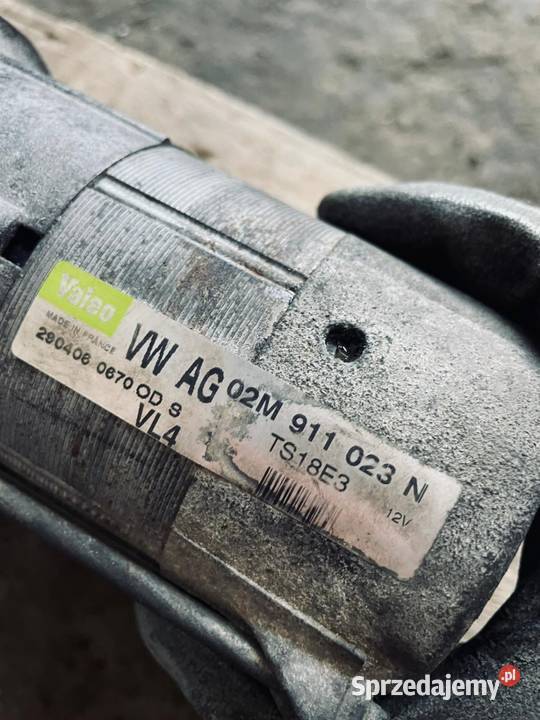 Valeo
MADE IN FRANCE
VW AG 02M 911 023 N
290406 0670 OD S
VL4
TS18E3
12V
Sprzedajemy.pl